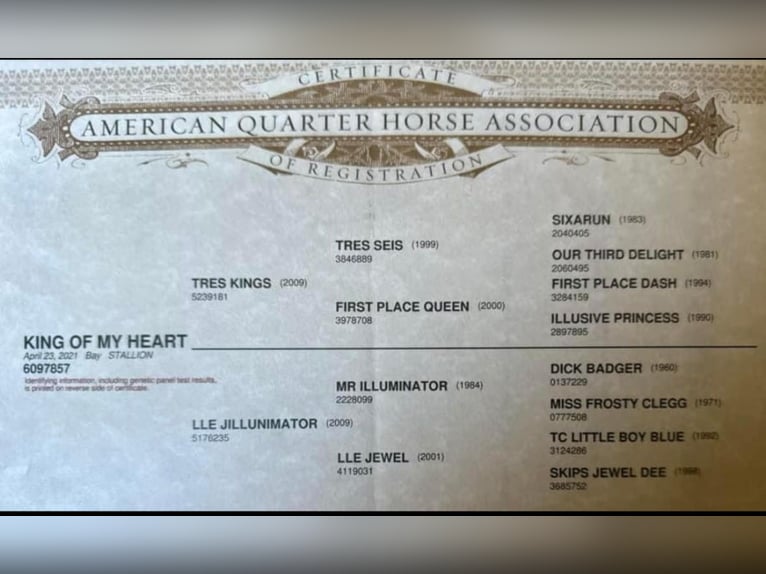 CERTIFICATE
AMERICAN QUARTER HORSE ASSOCIATION
OF REGISTRATION
SIXARUN (1983)
2040405
TRES SEIS (1999)
3846889
OUR THIRD DELIGHT (1981)
2060495
TRES KINGS (2009)
5239181
FIRST PLACE DASH (1994)
3284159
FIRST PLACE QUEEN (2000)
3978708
ILLUSIVE PRINCESS (1990)
2897895
KING OF MY HEART
April 23, 2021 Bay STALLION
6097857
Identifying information, including genetic panel test results,
is printed on reverse side of certificate.
DICK BADGER (1960)
0137229
MR ILLUMINATOR (1984)
2228099
MISS FROSTY CLEGG (1971)
0777508
LLE JILLUNIMATOR (2009)
5176235
TC LITTLE BOY BLUE (1992)
3124286
LLE JEWEL (2001)
4119031
SKIPS JEWEL DEE
3685752